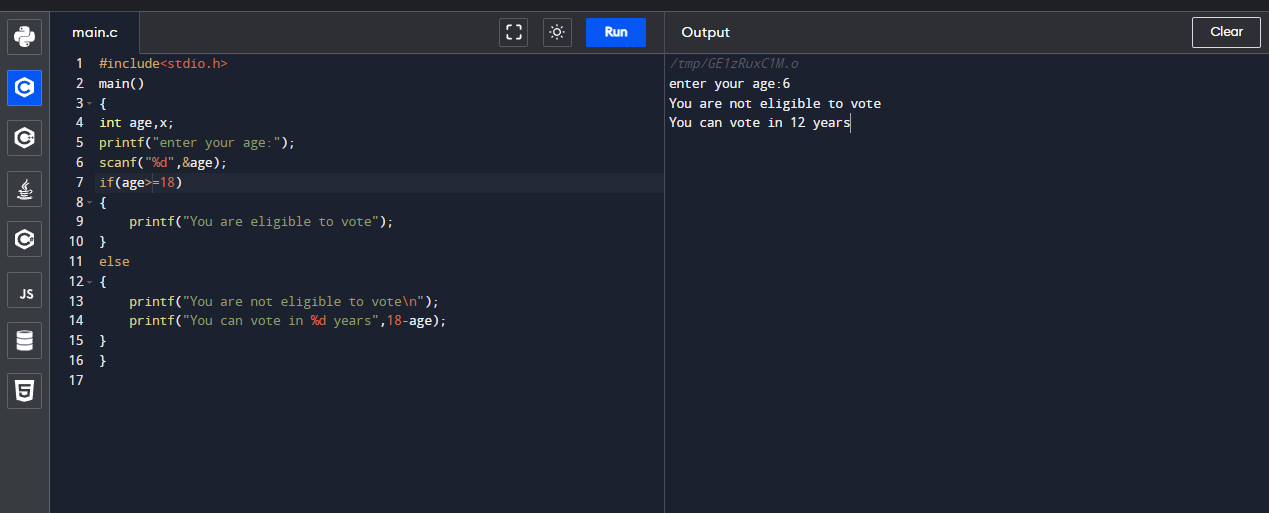 main.c
Run
Output
Clear
1 #include<stdio.h>
2 main()
3 {
4 int age,x;
5 printf("enter your age:");
6 scanf("%d",&age);
7 if(age>=18)
8 {
9 printf("You are eligible to vote");
10 }
11 else
12 {
13 printf("You are not eligible to vote\n");
14 printf("You can vote in %d years",18-age);
15 }
16 }
17
/tmp/GE1zRuxC1M.o
enter your age:6
You are not eligible to vote
You can vote in 12 years
C
C
C
JS
5